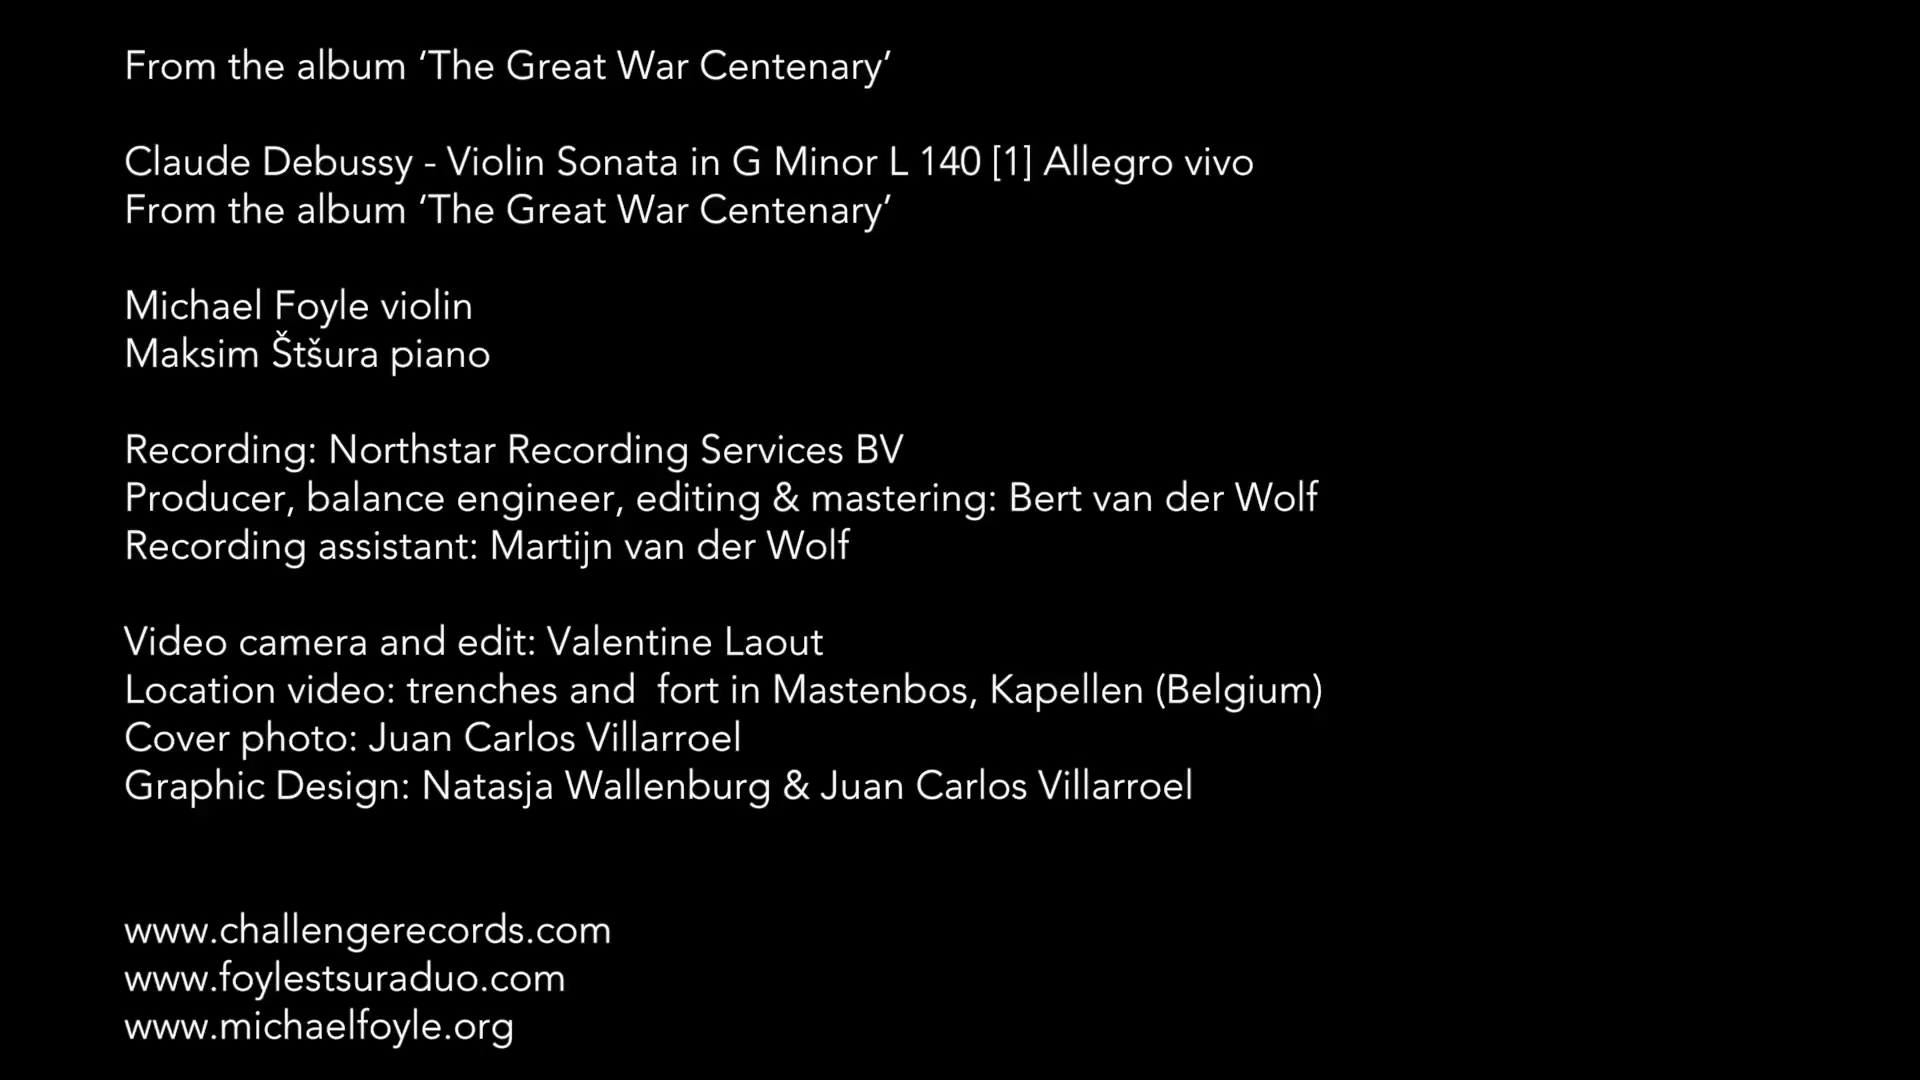 From the album ‘The Great War Centenary’
Claude Debussy - Violin Sonata in G Minor L 140 [1] Allegro vivo
From the album ‘The Great War Centenary’
Michael Foyle violin
Maksim Štšura piano
Recording: Northstar Recording Services BV
Producer, balance engineer, editing & mastering: Bert van der Wolf
Recording assistant: Martijn van der Wolf
Video camera and edit: Valentine Laout
Location video: trenches and  fort in Mastenbos, Kapellen (Belgium)
Cover photo: Juan Carlos Villarroel
Graphic Design: Natasja Wallenburg & Juan Carlos Villarroel
www.challengerecords.com
www.foylestsuraduo.com
www.michaelfoyle.org